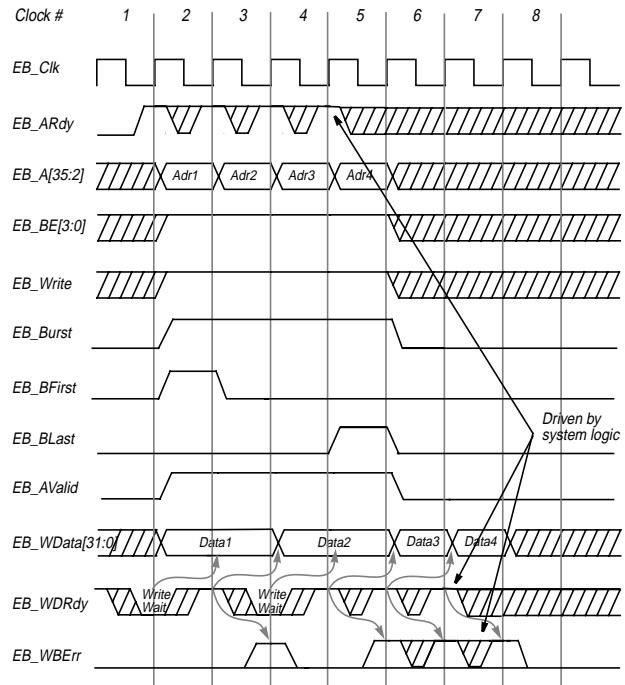 Clock # 1 2 3 4 5 6 7 8
EB_Clk
EB_ARdy
EB_A[35:2] Adr1 Adr2 Adr3 Adr4
EB_BE[3:0]
EB_Write
EB_Burst
EB_BFirst
Driven by
system logic
EB_BLast
EB_AValid
EB_WData[31:0] Data1 Data2 Data3 Data4
EB_WDRdy
Write
Wait
Write
Wait
EB_WBErr